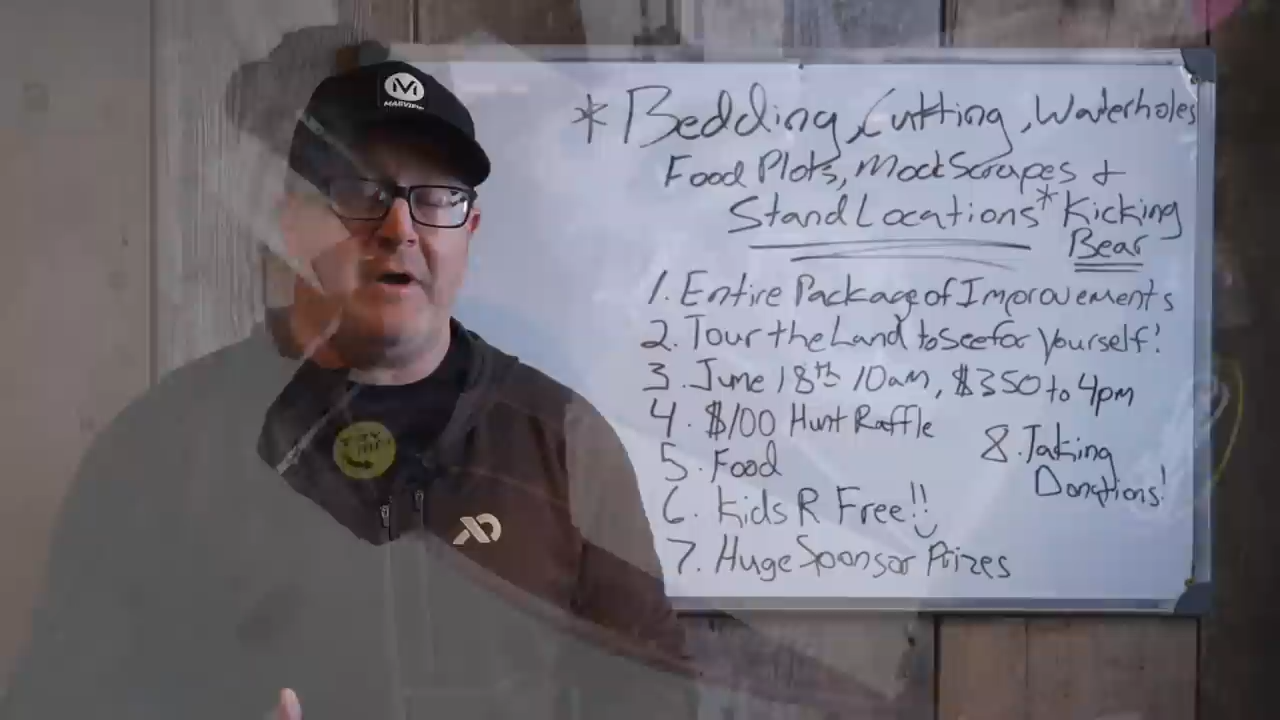 MAEVIEW
* Bedding, Cutting, Waterholes
Food Plots, Mock Scrapes +
Stand Locations * Kicking
Bear
1. Entire Package of Improvements
2. Tour the Land to See for Yourself!
3. June 18th 10am, $350 to 4pm
4. $100 Hunt Raffle
5. Food
6. Kids R Free!!
7. Huge Sponsor Prizes
8. Taking
Donations!